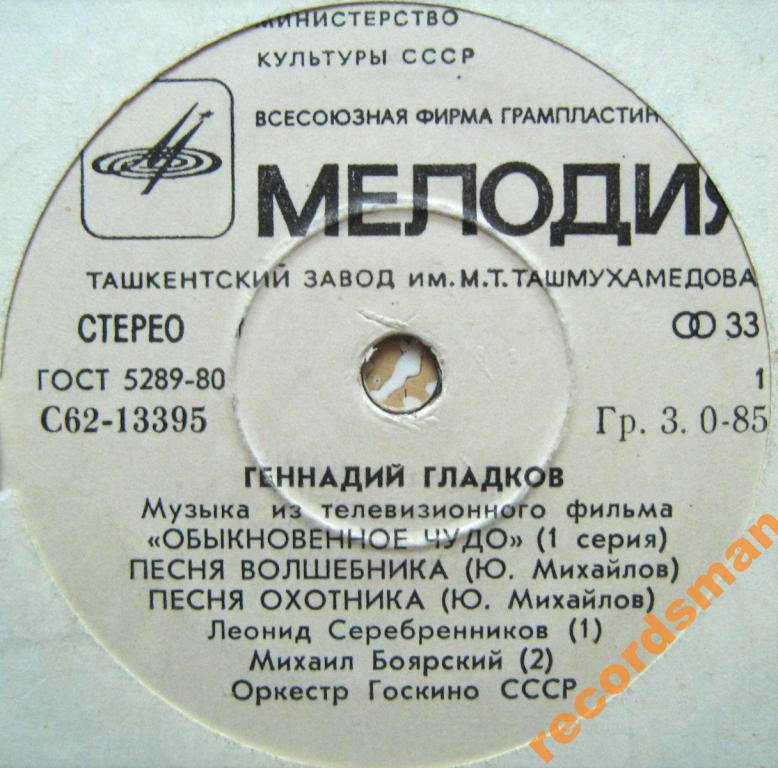 МИНИСТЕРСТВО
КУЛЬТУРЫ СССР
ВСЕСОЮЗНАЯ ФИРМА ГРАМПЛАСТИН
МЕЛОДИЯ
ТАШКЕНТСКИЙ ЗАВОД ИМ. М.Т. ТАШМУХАМЕДОВА
СТЕРЕО 33
ГОСТ 5289-80 1
С62-13395 Гр. 3. 0-85
ГЕННАДИЙ ГЛАДКОВ
Музыка из телевизионного фильма
«ОБЫКНОВЕННОЕ ЧУДО» (1 серия)
ПЕСНЯ ВОЛШЕБНИКА (Ю. Михайлов)
ПЕСНЯ ОХОТНИКА (Ю. Михайлов)
Леонид Серебренников (1)
Михаил Боярский (2)
Оркестр Госкино СССР
recordsman